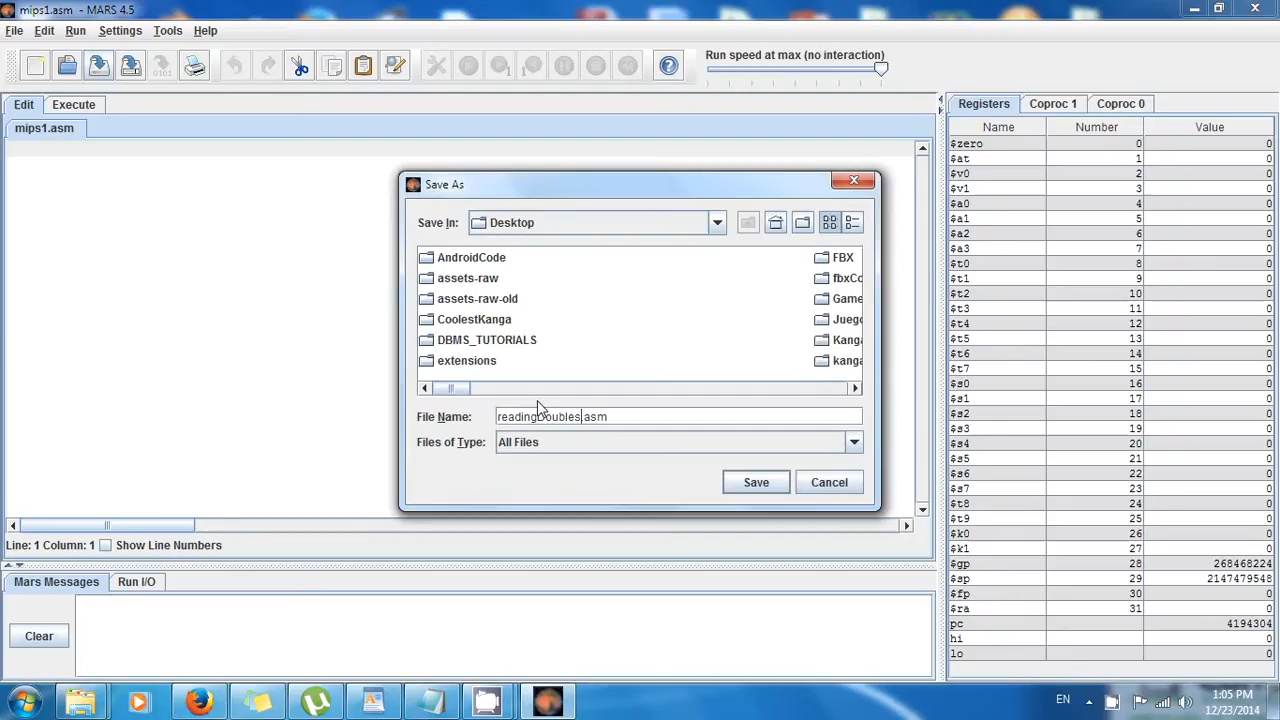 mips1.asm - MARS 4.5
File Edit Run Settings Tools Help
Run speed at max (no interaction)
Edit Execute
mips1.asm
Registers Coproc 1 Coproc 0
Name Number Value
$zero 0 0
$at 1 0
$v0 2 0
$v1 3 0
$a0 4 0
$a1 5 0
$a2 6 0
$a3 7 0
$t0 8 0
$t1 9 0
$t2 10 0
$t3 11 0
$t4 12 0
$t5 13 0
$t6 14 0
$t7 15 0
$s0 16 0
$s1 17 0
$s2 18 0
$s3 19 0
$s4 20 0
$s5 21 0
$s6 22 0
$s7 23 0
$t8 24 0
$t9 25 0
$k0 26 0
$k1 27 0
$gp 28 268468224
$sp 29 2147479548
$fp 30 0
$ra 31 0
pc 4194304
hi 0
lo 0
Save As
Save In: Desktop
AndroidCode FBX
assets-raw fbxCo
assets-raw-old Game
CoolestKanga Juego
DBMS_TUTORIALS Kanga
extensions kanga
File Name: readingDoubles.asm
Files of Type: All Files
Save Cancel
Line: 1 Column: 1 Show Line Numbers
Mars Messages Run I/O
Clear
EN 1:05 PM
12/23/2014